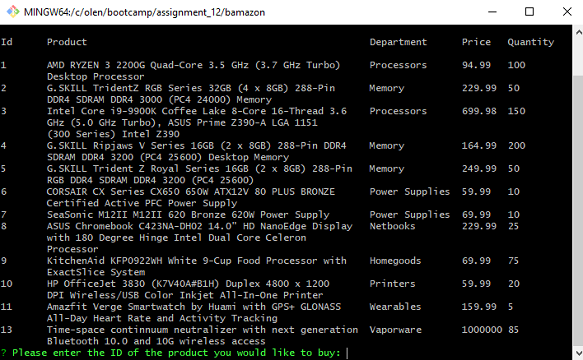 MINGW64:/c/olen/bootcamp/assignment_12/bamazon
Id Product Department Price Quantity
1 AMD RYZEN 3 2200G Quad-Core 3.5 GHz (3.7 GHz Turbo) Processors 94.99 100
Desktop Processor
2 G.SKILL TridentZ RGB Series 32GB (4 x 8GB) 288-Pin Memory 229.99 50
DDR4 SDRAM DDR4 3000 (PC4 24000) Memory
3 Intel Core i9-9900K Coffee Lake 8-Core 16-Thread 3.6 Processors 699.98 150
GHz (5.0 GHz Turbo), ASUS Prime Z390-A LGA 1151
(300 Series) Intel Z390
4 G.SKILL Ripjaws V Series 16GB (2 x 8GB) 288-Pin DDR4 Memory 164.99 200
SDRAM DDR4 3200 (PC4 25600) Desktop Memory
5 G.SKILL Trident Z Royal Series 16GB (2 x 8GB) 288-Pin Memory 249.99 50
RGB DDR4 SDRAM DDR4 3200 (PC4 25600)
6 CORSAIR CX Series CX650 650W ATX12V 80 PLUS BRONZE Power Supplies 59.99 10
Certified Active PFC Power Supply
7 SeaSonic M12II M12II 620 Bronze 620W Power Supply Power Supplies 69.99 10
8 ASUS Chromebook C423NA-DH02 14.0” HD NanoEdge Display Netbooks 229.99 25
with 180 Degree Hinge Intel Dual Core Celeron
Processor
9 KitchenAid KFP0922WH White 9-Cup Food Processor with Homegoods 69.99 75
ExactSlice System
10 HP OfficeJet 3830 (K7V40A#B1H) Duplex 4800 x 1200 Printers 59.99 20
DPI Wireless/USB Color Inkjet All-In-One Printer
11 Amazfit Verge Smartwatch by Huami with GPS+ GLONASS Wearables 159.99 5
All-Day Heart Rate and Activity Tracking
13 Time-space continnuum neutralizer with next generation Vaporware 1000000 85
Bluetooth 10.0 and 10G wireless access
? Please enter the ID of the product you would like to buy: